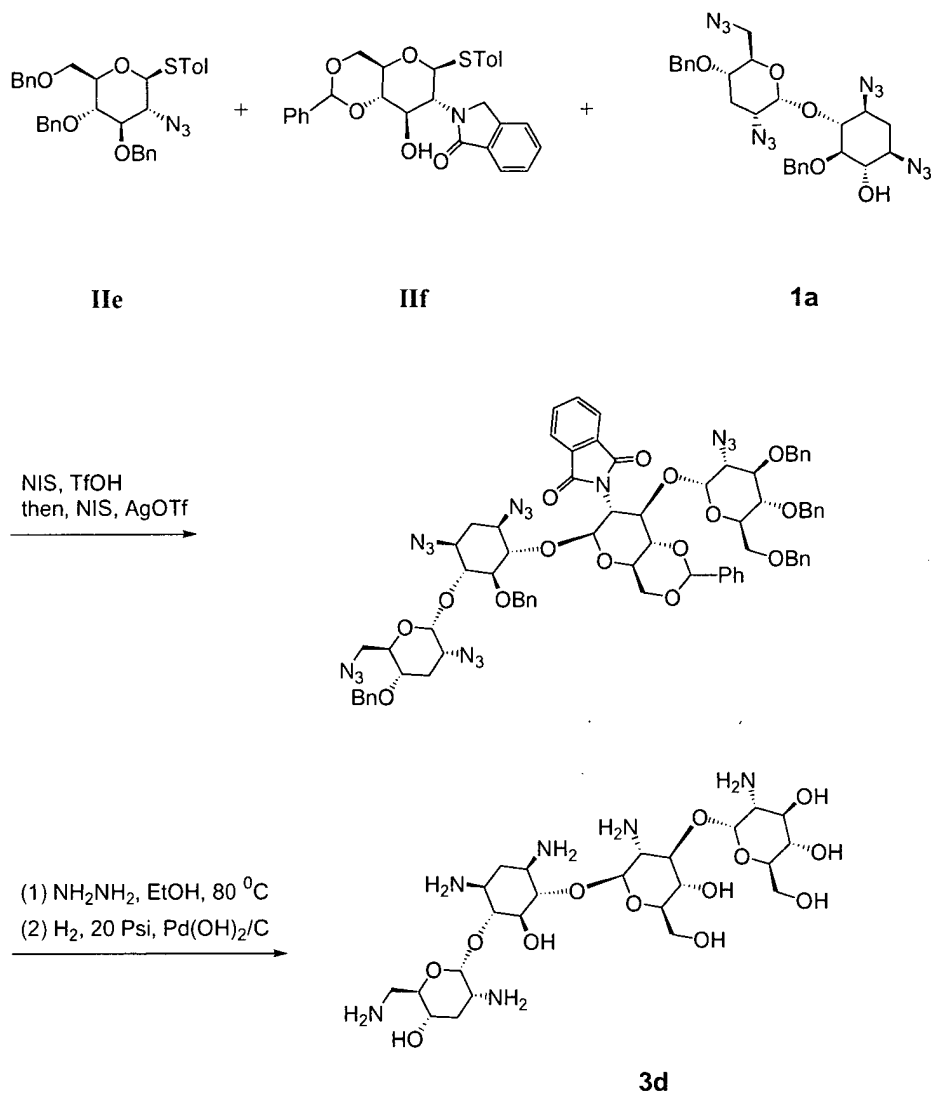 N3
BnO
BnO
OBn
O
STol
N3
IIe
+
Ph
O
O
O
STol
OH
N
O
IIf
+
N3
BnO
O
N3
O
N3
BnO
OH
N3
1a
NIS, TfOH
then, NIS, AgOTf
O
N
O
N3
O
OBn
O
OBn
OBn
N3
N3
O
O
O
O
Ph
OBn
O
O
N3
N3
BnO
(1) NH2NH2, EtOH, 80 0C
(2) H2, 20 Psi, Pd(OH)2/C
H2N
OH
O
O
OH
OH
H2N
NH2
H2N
O
O
OH
OH
OH
O
O
H2N
NH2
HO
3d